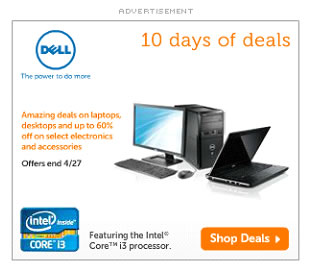 ADVERTISEMENT
10 days of deals
DELL
The power to do more
Amazing deals on laptops,
desktops and up to 60%
off on select electronics
and accessories
Offers end 4/27
intel inside™
CORE™ i3
Featuring the Intel®
Core™ i3 processor.
Shop Deals